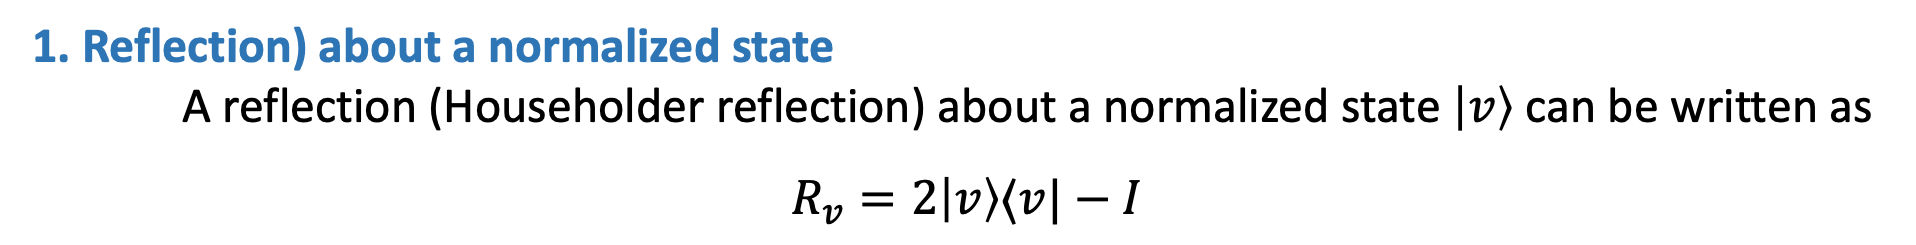 1. Reflection) about a normalized state
A reflection (Householder reflection) about a normalized state |v⟩ can be written as
R_v = 2|v⟩⟨v| − I